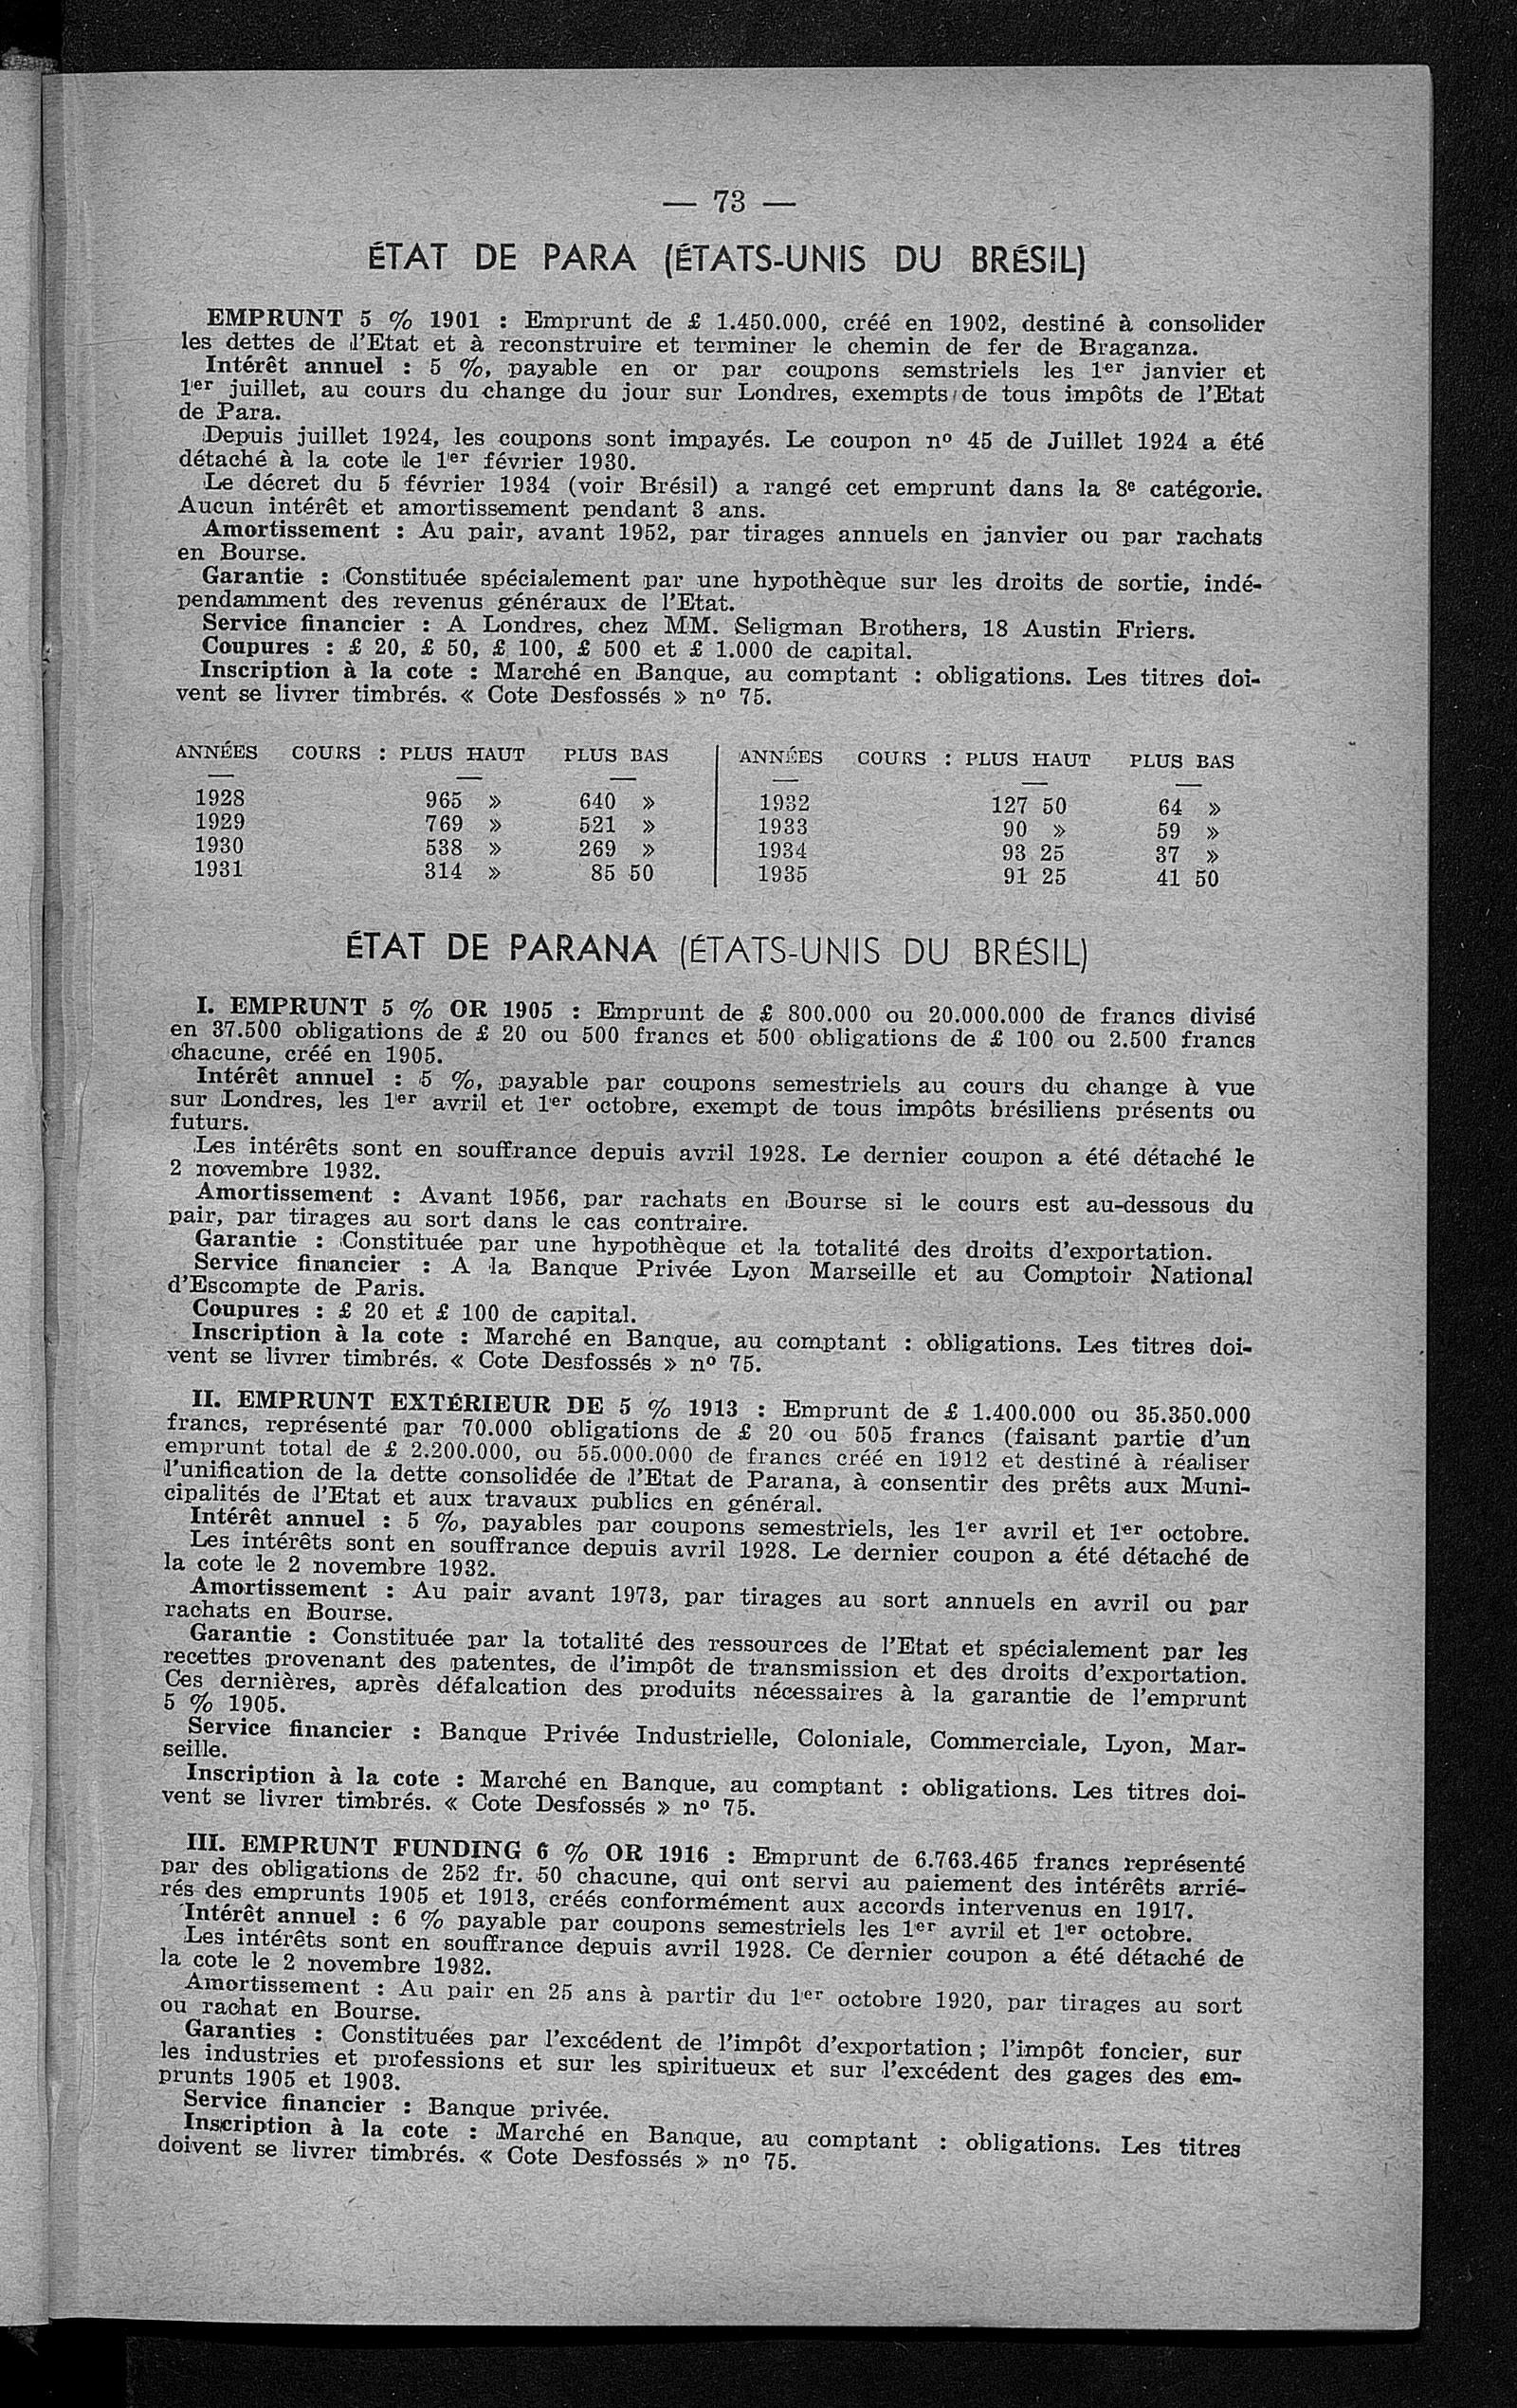 — 73 —
ÉTAT DE PARA (ÉTATS-UNIS DU BRÉSIL)
EMPRUNT 5 % 1901 : Emprunt de £ 1.450.000, créé en 1902, destiné à consolider
les dettes de l'Etat et à reconstruire et terminer le chemin de fer de Braganza.
Intérêt annuel : 5 %, payable en or par coupons semstriels les 1er janvier et
1er juillet, au cours du change du jour sur Londres, exempts de tous impôts de l'Etat
de Para.
Depuis juillet 1924, les coupons sont impayés. Le coupon nº 45 de Juillet 1924 a été
détaché à la cote le 1er février 1930.
Le décret du 5 février 1934 (voir Brésil) a rangé cet emprunt dans la 8e catégorie.
Aucun intérêt et amortissement pendant 3 ans.
Amortissement : Au pair, avant 1952, par tirages annuels en janvier ou par rachats
en Bourse.
Garantie : Constituée spécialement par une hypothèque sur les droits de sortie, indé-
pendamment des revenus généraux de l'Etat.
Service financier : A Londres, chez MM. Seligman Brothers, 18 Austin Friers.
Coupures : £ 20, £ 50, £ 100, £ 500 et £ 1.000 de capital.
Inscription à la cote : Marché en Banque, au comptant : obligations. Les titres doi-
vent se livrer timbrés. « Cote Desfossés » nº 75.
ANNÉES COURS : PLUS HAUT PLUS BAS ANNÉES COURS : PLUS HAUT PLUS BAS
1928 965 » 640 » 1932 127 50 64 »
1929 769 » 521 » 1933 90 » 59 »
1930 538 » 269 » 1934 93 25 37 »
1931 314 » 85 50 1935 91 25 41 50
ÉTAT DE PARANA (ÉTATS-UNIS DU BRÉSIL)
I. EMPRUNT 5 % OR 1905 : Emprunt de £ 800.000 ou 20.000.000 de francs divisé
en 37.500 obligations de £ 20 ou 500 francs et 500 obligations de £ 100 ou 2.500 francs
chacune, créé en 1905.
Intérêt annuel : 5 %, payable par coupons semestriels au cours du change à vue
sur Londres, les 1er avril et 1er octobre, exempt de tous impôts brésiliens présents ou
futurs.
Les intérêts sont en souffrance depuis avril 1928. Le dernier coupon a été détaché le
2 novembre 1932.
Amortissement : Avant 1956, par rachats en Bourse si le cours est au-dessous du
pair, par tirages au sort dans le cas contraire.
Garantie : Constituée par une hypothèque et la totalité des droits d'exportation.
Service financier : A la Banque Privée Lyon Marseille et au Comptoir National
d'Escompte de Paris.
Coupures : £ 20 et £ 100 de capital.
Inscription à la cote : Marché en Banque, au comptant : obligations. Les titres doi-
vent se livrer timbrés. « Cote Desfossés » nº 75.
II. EMPRUNT EXTÉRIEUR DE 5 % 1913 : Emprunt de £ 1.400.000 ou 35.350.000
francs, représenté par 70.000 obligations de £ 20 ou 505 francs (faisant partie d'un
emprunt total de £ 2.200.000, ou 55.000.000 de francs créé en 1912 et destiné à réaliser
l'unification de la dette consolidée de l'Etat de Parana, à consentir des prêts aux Muni-
cipalités de l'Etat et aux travaux publics en général.
Intérêt annuel : 5 %, payables par coupons semestriels, les 1er avril et 1er octobre.
Les intérêts sont en souffrance depuis avril 1928. Le dernier coupon a été détaché de
la cote le 2 novembre 1932.
Amortissement : Au pair avant 1973, par tirages au sort annuels en avril ou par
rachats en Bourse.
Garantie : Constituée par la totalité des ressources de l'Etat et spécialement par les
recettes provenant des patentes, de l'impôt de transmission et des droits d'exportation.
Ces dernières, après défalcation des produits nécessaires à la garantie de l'emprunt
5 % 1905.
Service financier : Banque Privée Industrielle, Coloniale, Commerciale, Lyon, Mar-
seille.
Inscription à la cote : Marché en Banque, au comptant : obligations. Les titres doi-
vent se livrer timbrés. « Cote Desfossés » nº 75.
III. EMPRUNT FUNDING 6 % OR 1916 : Emprunt de 6.763.465 francs représenté
par des obligations de 252 fr. 50 chacune, qui ont servi au paiement des intérêts arrié-
rés des emprunts 1905 et 1913, créés conformément aux accords intervenus en 1917.
Intérêt annuel : 6 % payable par coupons semestriels les 1er avril et 1er octobre.
Les intérêts sont en souffrance depuis avril 1928. Ce dernier coupon a été détaché de
la cote le 2 novembre 1932.
Amortissement : Au pair en 25 ans à partir du 1er octobre 1920, par tirages au sort
ou rachat en Bourse.
Garanties : Constituées par l'excédent de l'impôt d'exportation ; l'impôt foncier, sur
les industries et professions et sur les spiritueux et sur l'excédent des gages des em-
prunts 1905 et 1903.
Service financier : Banque privée.
Inscription à la cote : Marché en Banque, au comptant : obligations. Les titres
doivent se livrer timbrés. « Cote Desfossés » nº 75.